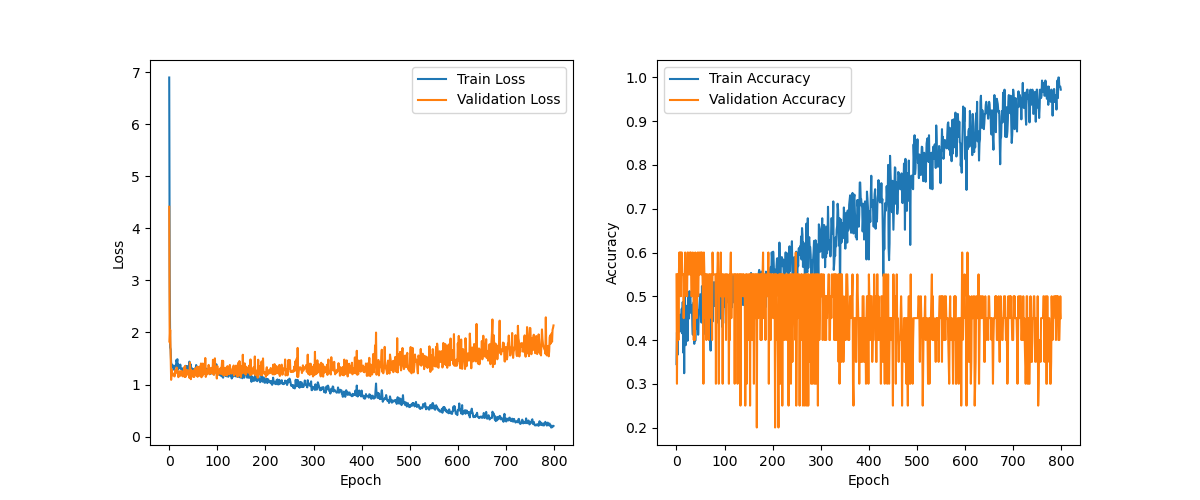 7
6
5
4
3
2
1
0
Loss
0 100 200 300 400 500 600 700 800
Epoch
Train Loss
Validation Loss
1.0
0.9
0.8
0.7
0.6
0.5
0.4
0.3
0.2
Accuracy
0 100 200 300 400 500 600 700 800
Epoch
Train Accuracy
Validation Accuracy